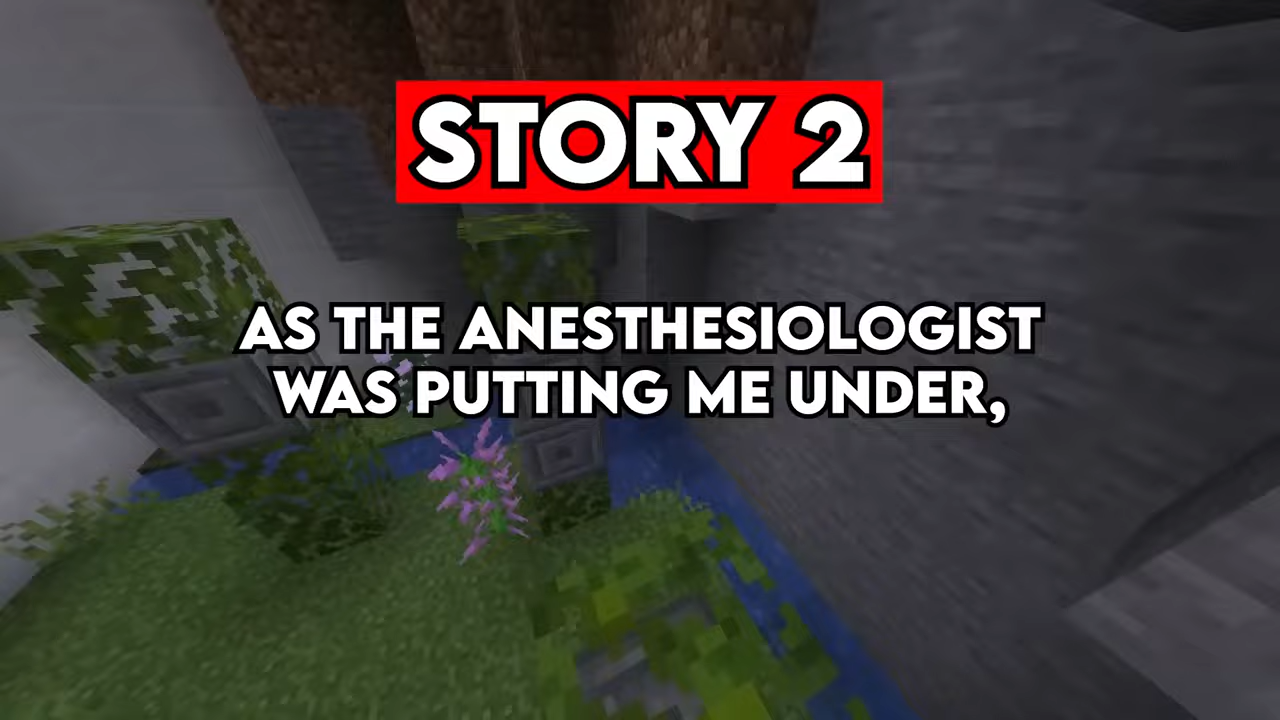 STORY 2
AS THE ANESTHESIOLOGIST
WAS PUTTING ME UNDER,